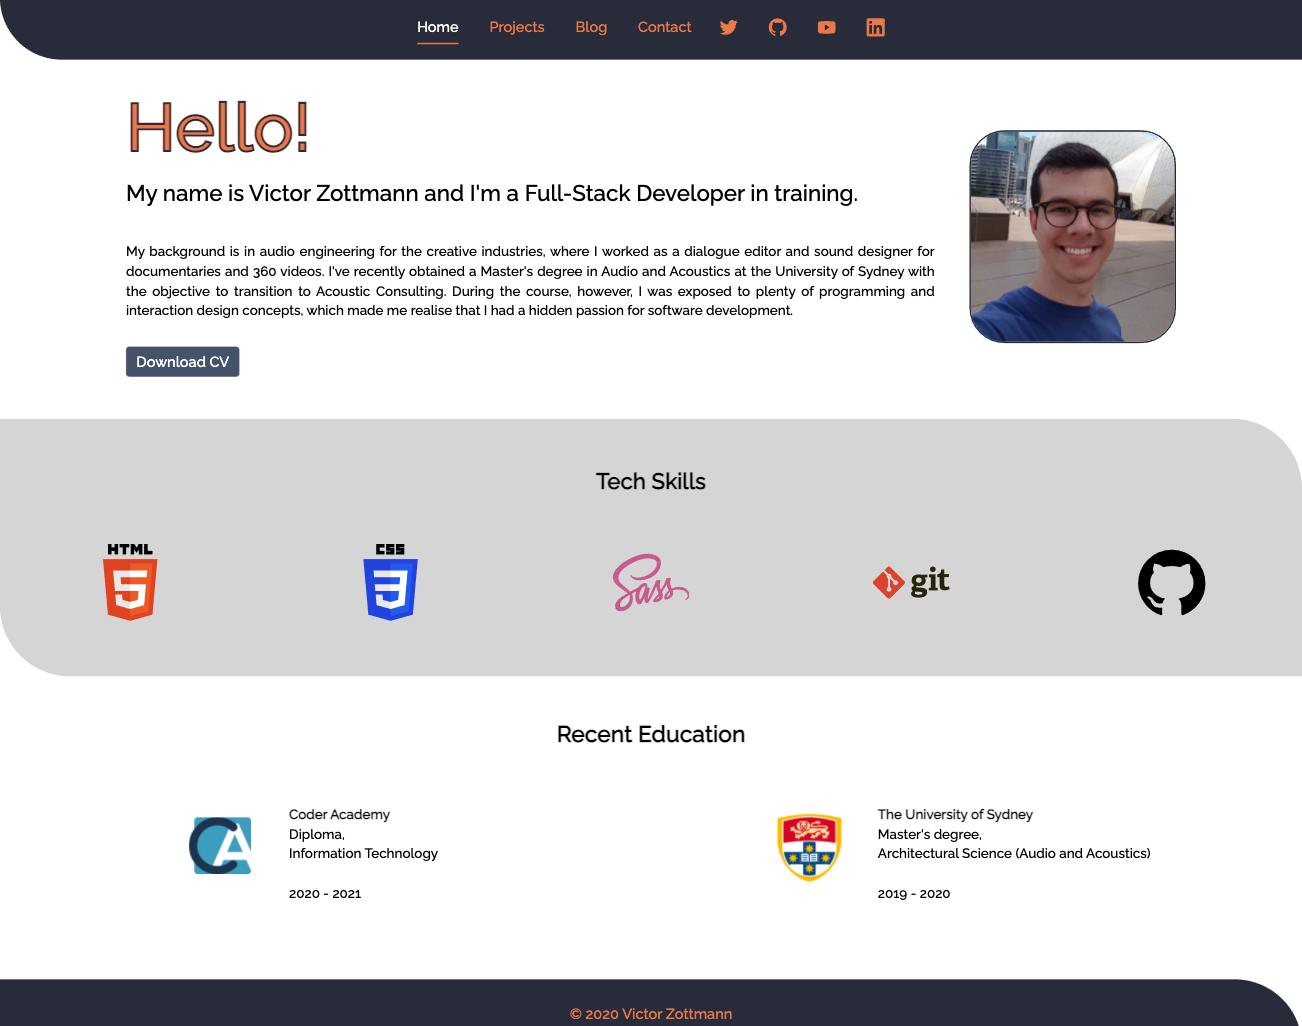 Home Projects Blog Contact
Hello!
My name is Victor Zottmann and I'm a Full-Stack Developer in training.
My background is in audio engineering for the creative industries, where I worked as a dialogue editor and sound designer for
documentaries and 360 videos. I've recently obtained a Master's degree in Audio and Acoustics at the University of Sydney with
the objective to transition to Acoustic Consulting. During the course, however, I was exposed to plenty of programming and
interaction design concepts, which made me realise that I had a hidden passion for software development.
Download CV
Tech Skills
HTML
5
CSS
3
Sass
git
Recent Education
CA
Coder Academy
Diploma,
Information Technology
2020 - 2021
The University of Sydney
Master's degree,
Architectural Science (Audio and Acoustics)
2019 - 2020
© 2020 Victor Zottmann